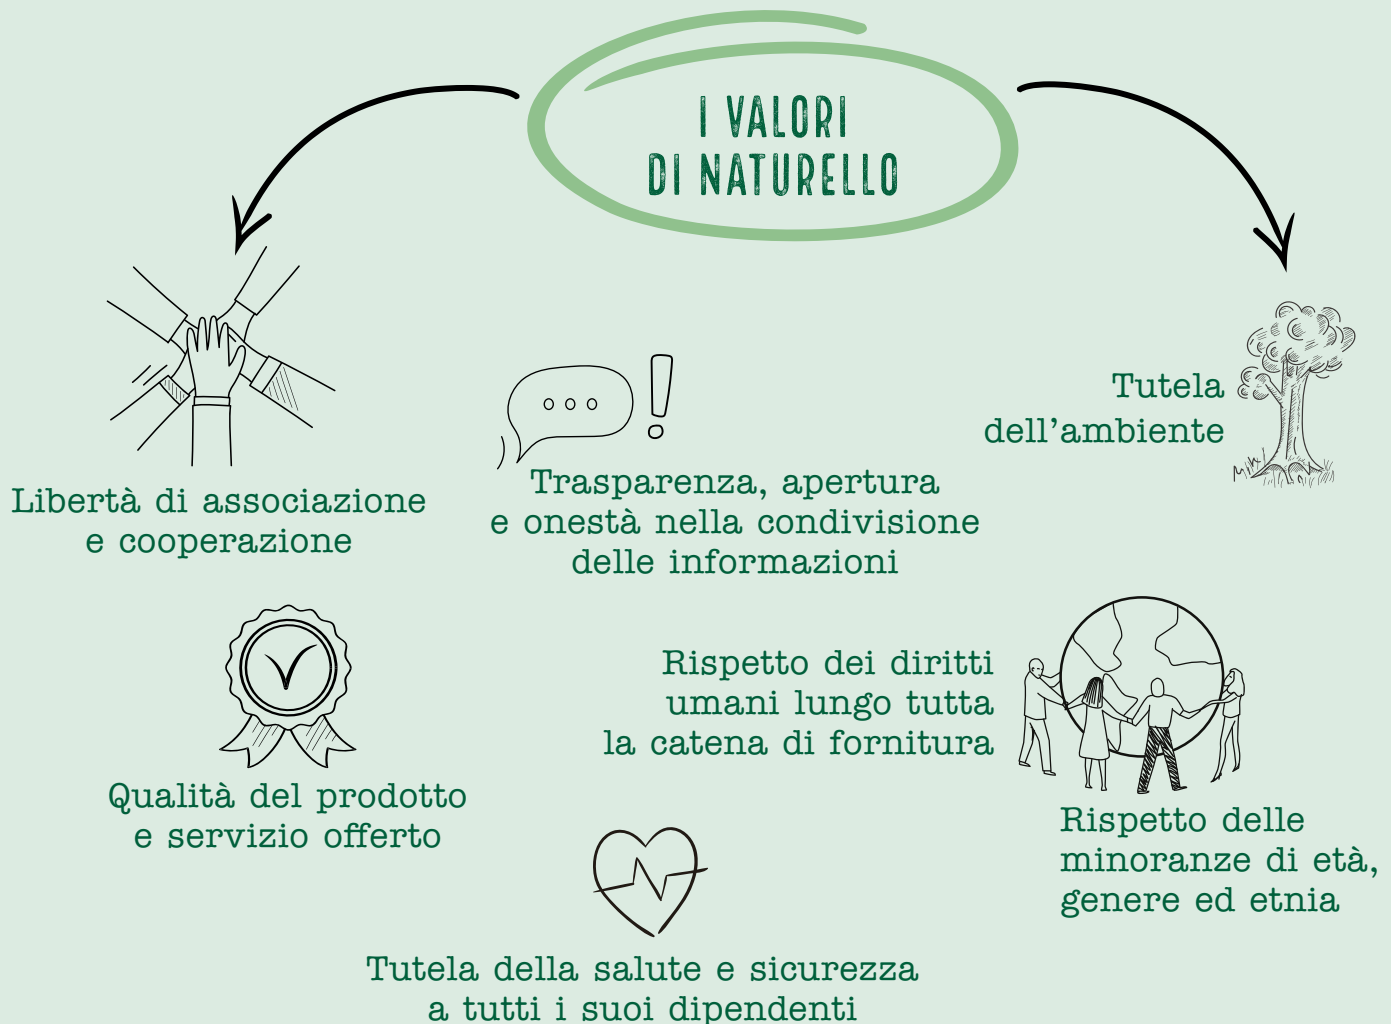 I VALORI
DI NATURELLO
Libertà di associazione
e cooperazione
Trasparenza, apertura
e onestà nella condivisione
delle informazioni
Tutela
dell’ambiente
Qualità del prodotto
e servizio offerto
Rispetto dei diritti
umani lungo tutta
la catena di fornitura
Rispetto delle
minoranze di età,
genere ed etnia
Tutela della salute e sicurezza
a tutti i suoi dipendenti